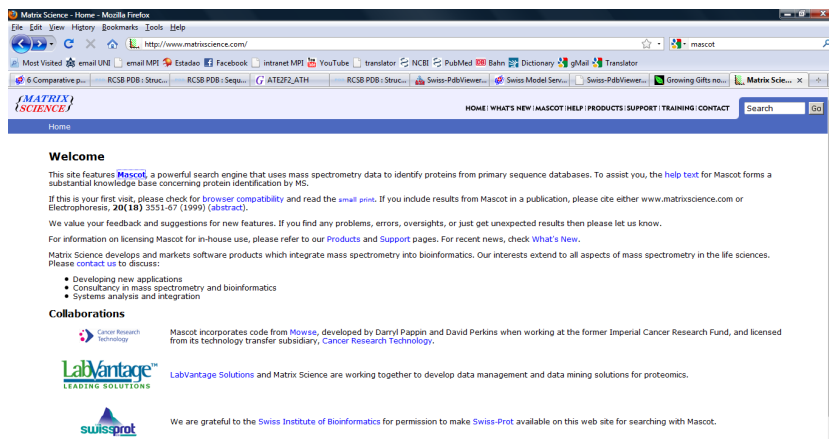 Matrix Science - Home - Mozilla Firefox
File Edit View History Bookmarks Tools Help
http://www.matrixscience.com/
mascot
Most Visited email UNI email MPI Estadao Facebook intranet MPI YouTube translator NCBI PubMed Bahn Dictionary gMail Translator
6 Comparative p... RCSB PDB : Struc... RCSB PDB : Sequ... ATE2F2_ATH RCSB PDB : Struc... Swiss-PdbViewer... Swiss Model Serv... Swiss-PdbViewer... Growing Gifts no... Matrix Scie...
{MATRIX}
{SCIENCE}
HOME | WHAT'S NEW | MASCOT | HELP | PRODUCTS | SUPPORT | TRAINING | CONTACT
Search Go
Home
Welcome
This site features Mascot, a powerful search engine that uses mass spectrometry data to identify proteins from primary sequence databases. To assist you, the help text for Mascot forms a
substantial knowledge base concerning protein identification by MS.
If this is your first visit, please check for browser compatibility and read the small print. If you include results from Mascot in a publication, please cite either www.matrixscience.com or
Electrophoresis, 20(18) 3551-67 (1999) (abstract).
We value your feedback and suggestions for new features. If you find any problems, errors, oversights, or just get unexpected results then please let us know.
For information on licensing Mascot for in-house use, please refer to our Products and Support pages. For recent news, check What's New.
Matrix Science develops and markets software products which integrate mass spectrometry into bioinformatics. Our interests extend to all aspects of mass spectrometry in the life sciences.
Please contact us to discuss:
• Developing new applications
• Consultancy in mass spectrometry and bioinformatics
• Systems analysis and integration
Collaborations
Cancer Research
Technology
Mascot incorporates code from Mowse, developed by Darryl Pappin and David Perkins when working at the former Imperial Cancer Research Fund, and licensed
from its technology transfer subsidiary, Cancer Research Technology.
LabVantage™
LEADING SOLUTIONS
LabVantage Solutions and Matrix Science are working together to develop data management and data mining solutions for proteomics.
swissprot
We are grateful to the Swiss Institute of Bioinformatics for permission to make Swiss-Prot available on this web site for searching with Mascot.